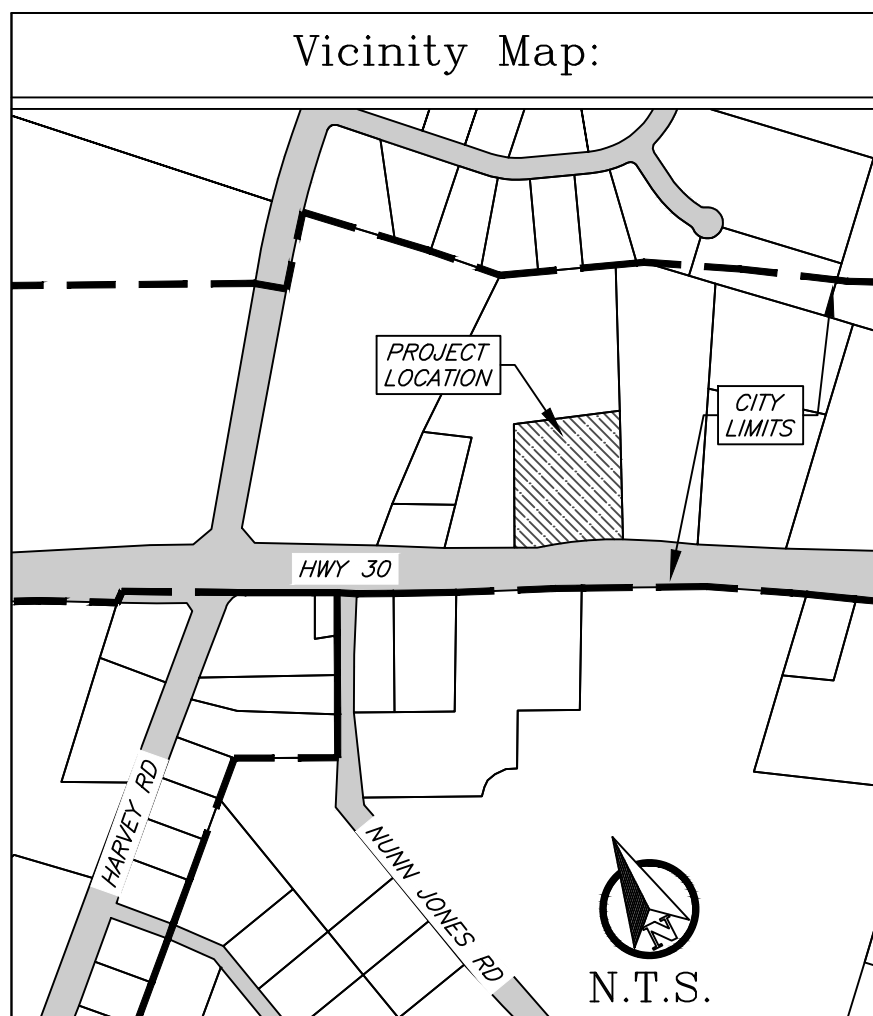 Vicinity Map:
PROJECT
LOCATION
CITY
LIMITS
HWY 30
HARVEY RD
NUNN JONES RD
N
N.T.S.